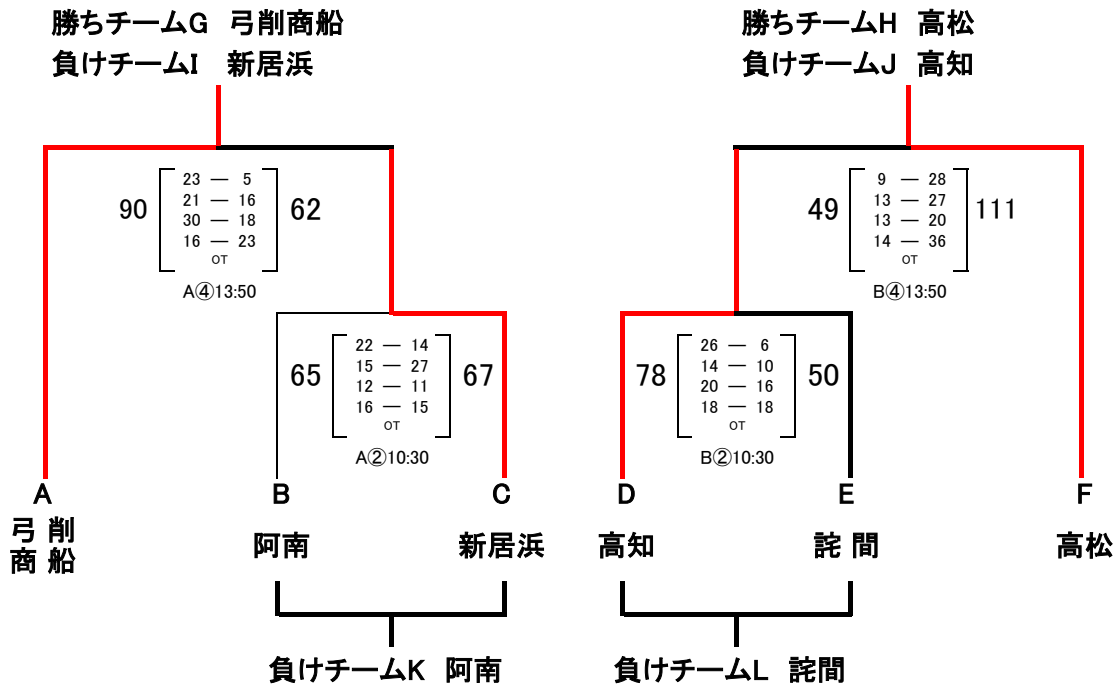 勝ちチームG 弓削商船
負けチームI 新居浜
勝ちチームH 高松
負けチームJ 高知
90
23 — 5
21 — 16
30 — 18
16 — 23
OT
62
A④13:50
49
9 — 28
13 — 27
13 — 20
14 — 36
OT
111
B④13:50
65
22 — 14
15 — 27
12 — 11
16 — 15
OT
67
A②10:30
78
26 — 6
14 — 10
20 — 16
18 — 18
OT
50
B②10:30
A
B
C
D
E
F
弓 削
商 船
阿南
新居浜
高知
詫 間
高松
負けチームK 阿南
負けチームL 詫間